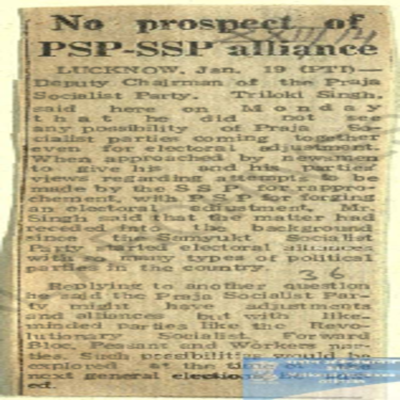 No prospect of
PSP-SSP alliance
LUCKNOW, Jan. 19 (PTI)—
Deputy Chairman of the Praja
Socialist Party, Triloki Singh,
said here on Monday
that he did not see
any possibility of Praja So-
cialist parties coming together
even for electoral adjustment.
When approached by newsmen
to give his and his parties'
views regarding attempts to be
made by the SSP for rappro-
chement, with PSP for forging
an electoral adjustment, Mr.
Singh said that the matter had
receded into the background
since the Samyukt Socialist
Party started electoral alliances
with so many types of political
parties in the country.
36
Replying to another question
he said the Praja Socialist Par-
ty might have adjustments
and alliances but with like-
minded parties like the Revo-
lutionary Socialist, Forward
Bloc, Peasant and Workers par-
ties. Such possibilities would be
explored at the time of the
next general election
ed.